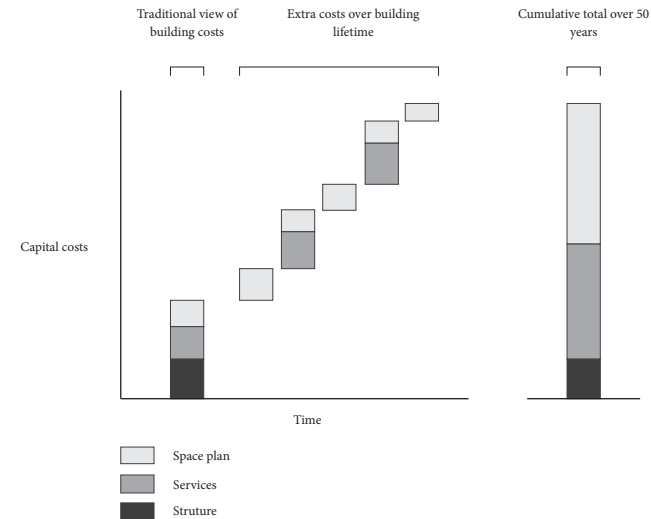 Traditional view of
building costs
Extra costs over building
lifetime
Cumulative total over 50
years
Capital costs
Time
Space plan
Services
Struture